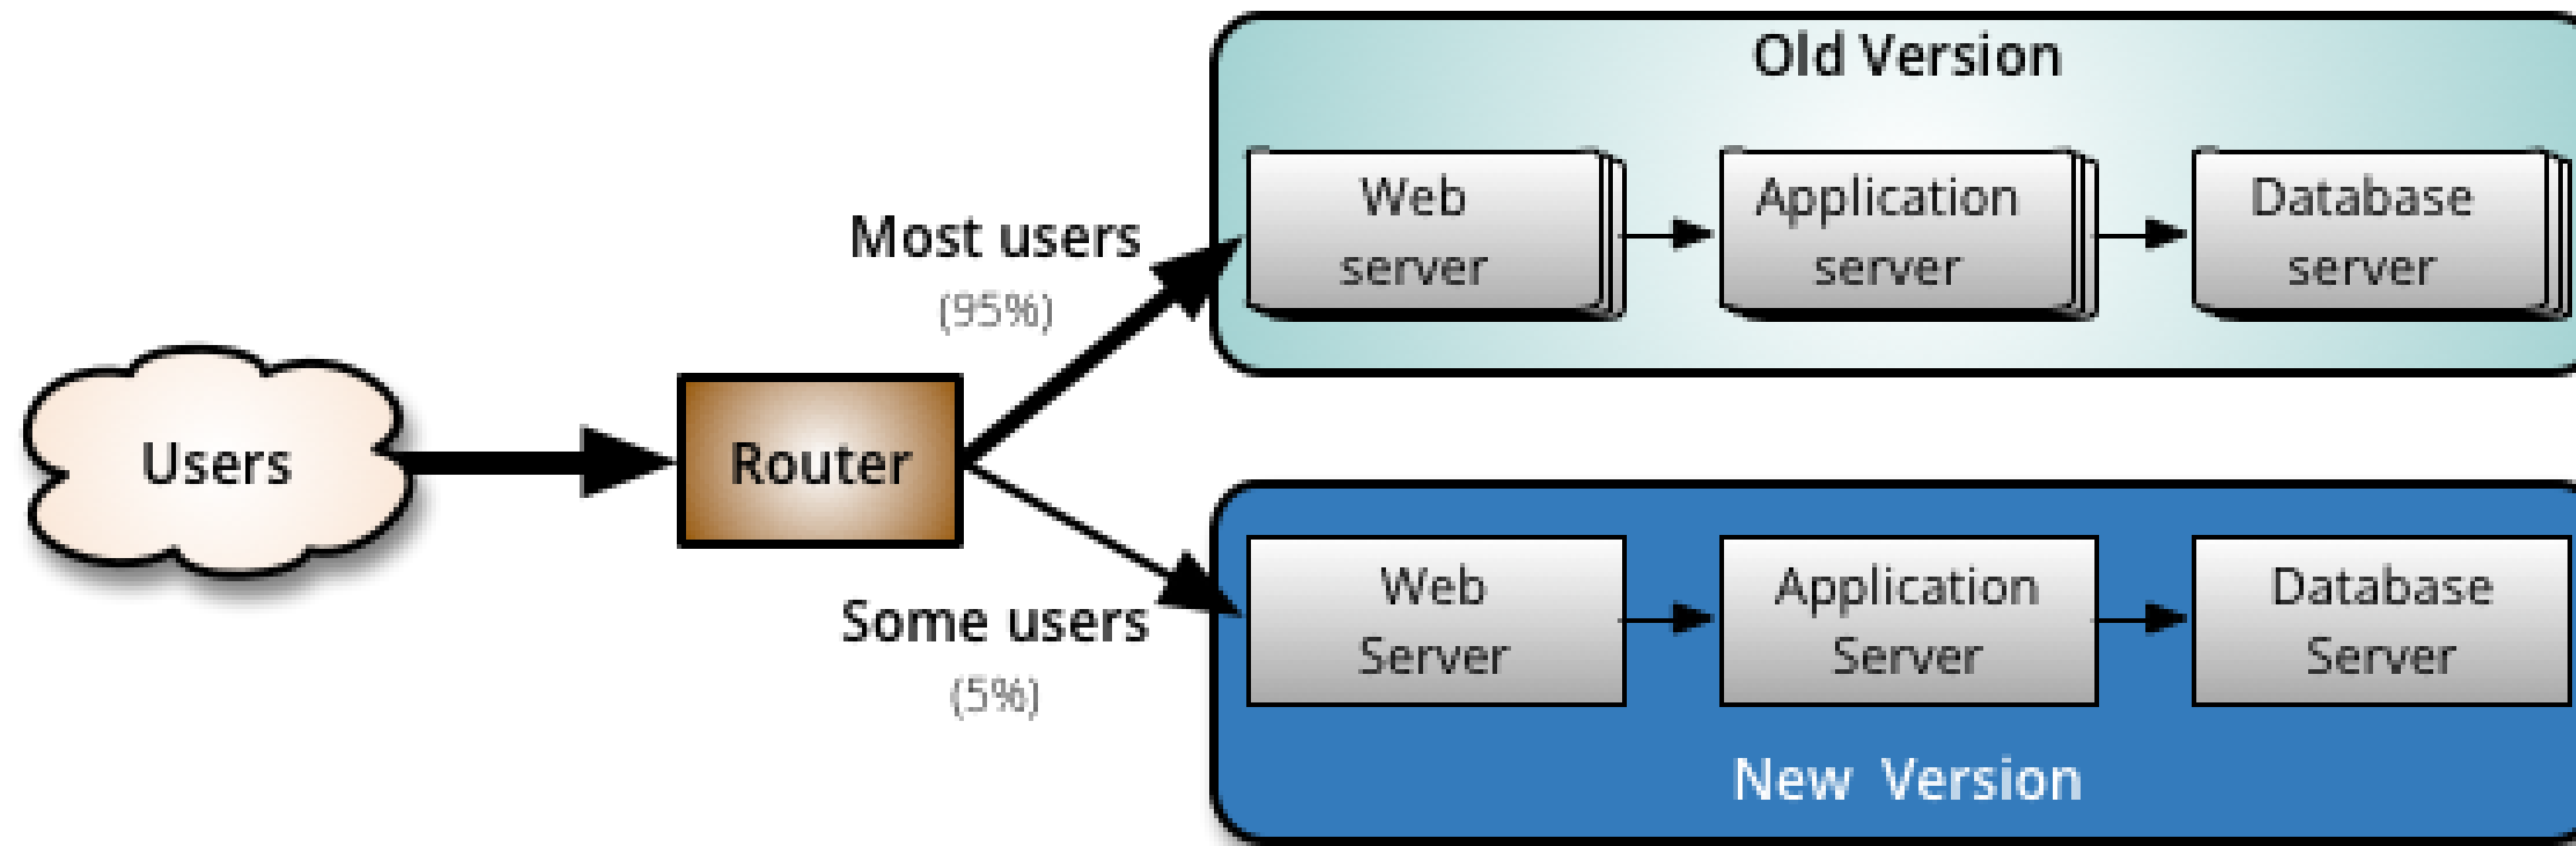 Old Version
Web
server
Application
server
Database
server
Most users
(95%)
Users
Router
Some users
(5%)
Web
Server
Application
Server
Database
Server
New Version